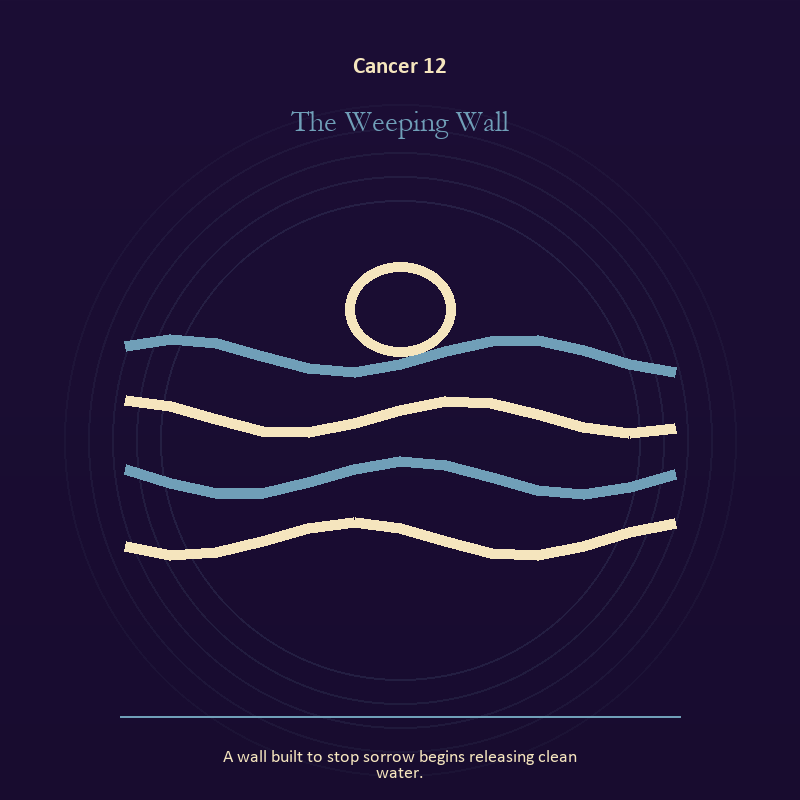 Cancer 12
The Weeping Wall
A wall built to stop sorrow begins releasing clean
water.